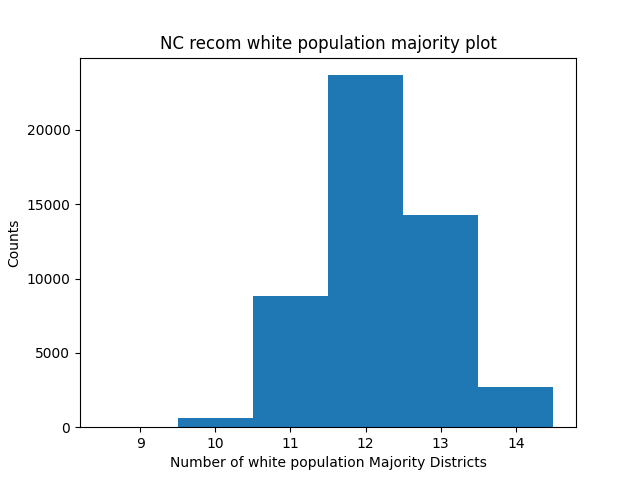 NC recom white population majority plot
Counts
20000
15000
10000
5000
0
9 10 11 12 13 14
Number of white population Majority Districts